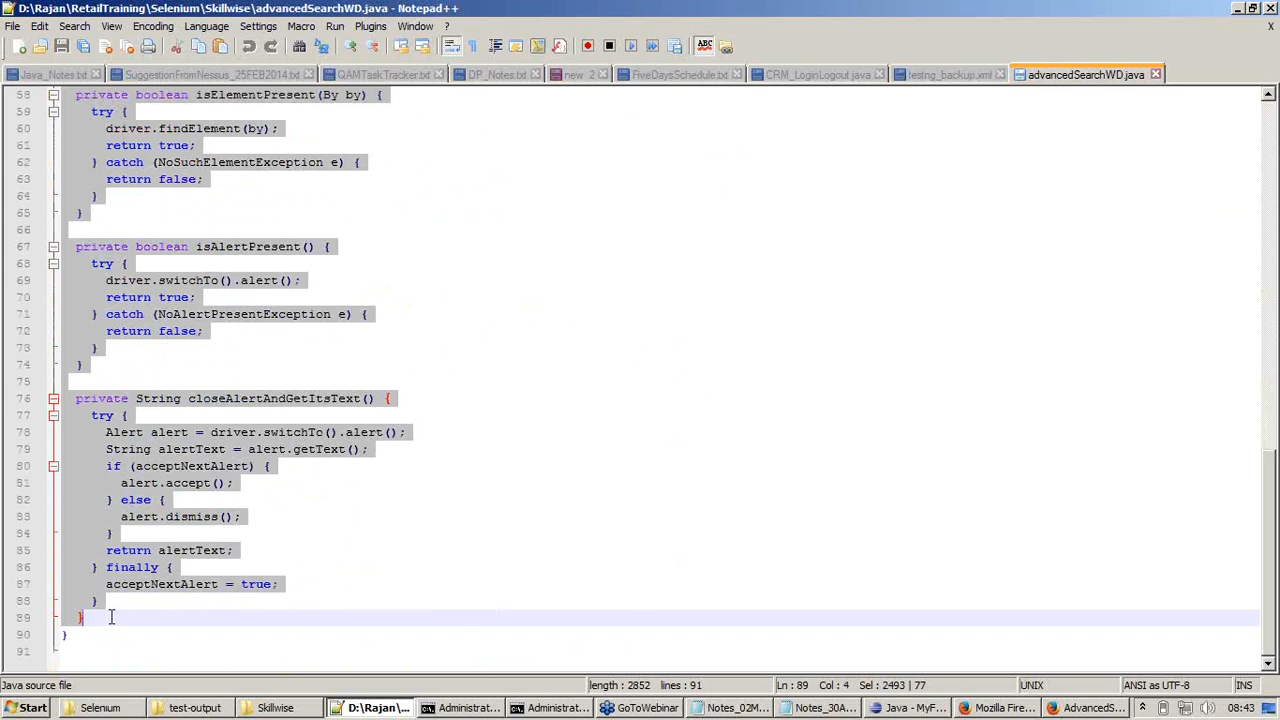 D:\Rajan\RetailTraining\Selenium\Skillwise\advancedSearchWD.java - Notepad++
File Edit Search View Encoding Language Settings Macro Run Plugins Window ?
Java_Notes.txt SuggestionFromNessus_25FEB2014.txt QAMTaskTracker.txt DP_Notes.txt new 2 FiveDaysSchedule.txt CRM_LoginLogout.java testng_backup.xml advancedSearchWD.java
58 private boolean isElementPresent(By by) {
59 try {
60 driver.findElement(by);
61 return true;
62 } catch (NoSuchElementException e) {
63 return false;
64 }
65 }
66
67 private boolean isAlertPresent() {
68 try {
69 driver.switchTo().alert();
70 return true;
71 } catch (NoAlertPresentException e) {
72 return false;
73 }
74 }
75
76 private String closeAlertAndGetItsText() {
77 try {
78 Alert alert = driver.switchTo().alert();
79 String alertText = alert.getText();
80 if (acceptNextAlert) {
81 alert.accept();
82 } else {
83 alert.dismiss();
84 }
85 return alertText;
86 } finally {
87 acceptNextAlert = true;
88 }
89 }
90 }
91
Java source file length : 2852 lines : 91 Ln : 89 Col : 4 Sel : 2493 | 77 UNIX ANSI as UTF-8 INS
Start Selenium test-output Skillwise D:\Rajan\... Administrat... Administrat... GoToWebinar Notes_02M... Notes_30A... Java - MyF... Mozilla Fire... AdvancedS... 08:43